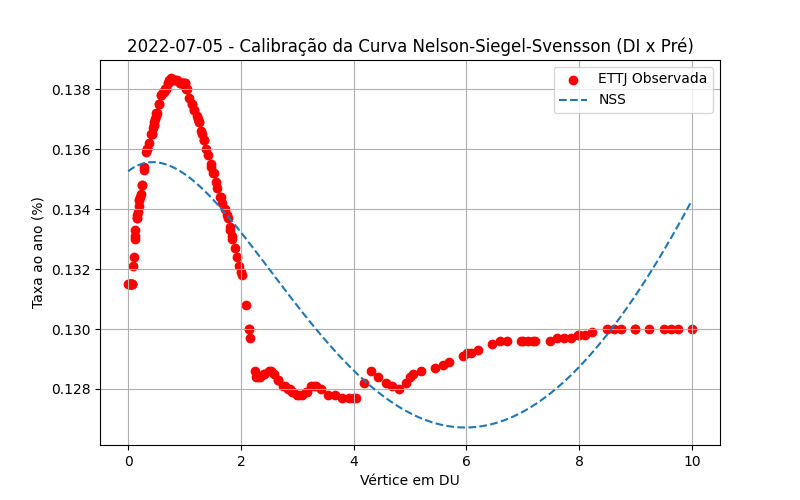 2022-07-05 - Calibração da Curva Nelson-Siegel-Svensson (DI x Pré)
ETTJ Observada
NSS
Taxa ao ano (%)
0.138
0.136
0.134
0.132
0.130
0.128
0 2 4 6 8 10
Vértice em DU